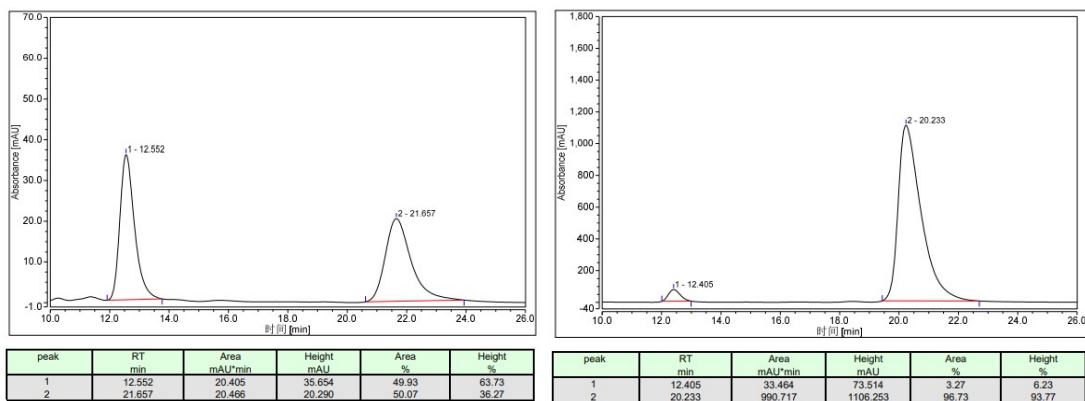 70.0
60.0
50.0
40.0
30.0
20.0
10.0
-1.0
Absorbance [mAU]
1 - 12.552
2 - 21.657
10.0 12.0 14.0 16.0 18.0 20.0 22.0 24.0 26.0
时间 [min]
peak RT Area Height Area Height
min mAU*min mAU % %
1 12.552 20.405 35.654 49.93 63.73
2 21.657 20.466 20.290 50.07 36.27
1,800
1,600
1,400
1,200
1,000
800
600
400
200
-40
Absorbance [mAU]
1 - 12.405
2 - 20.233
10.0 12.0 14.0 16.0 18.0 20.0 22.0 24.0 26.0
时间 [min]
peak RT Area Height Area Height
min mAU*min mAU % %
1 12.405 33.464 73.514 3.27 6.23
2 20.233 990.717 1106.253 96.73 93.77